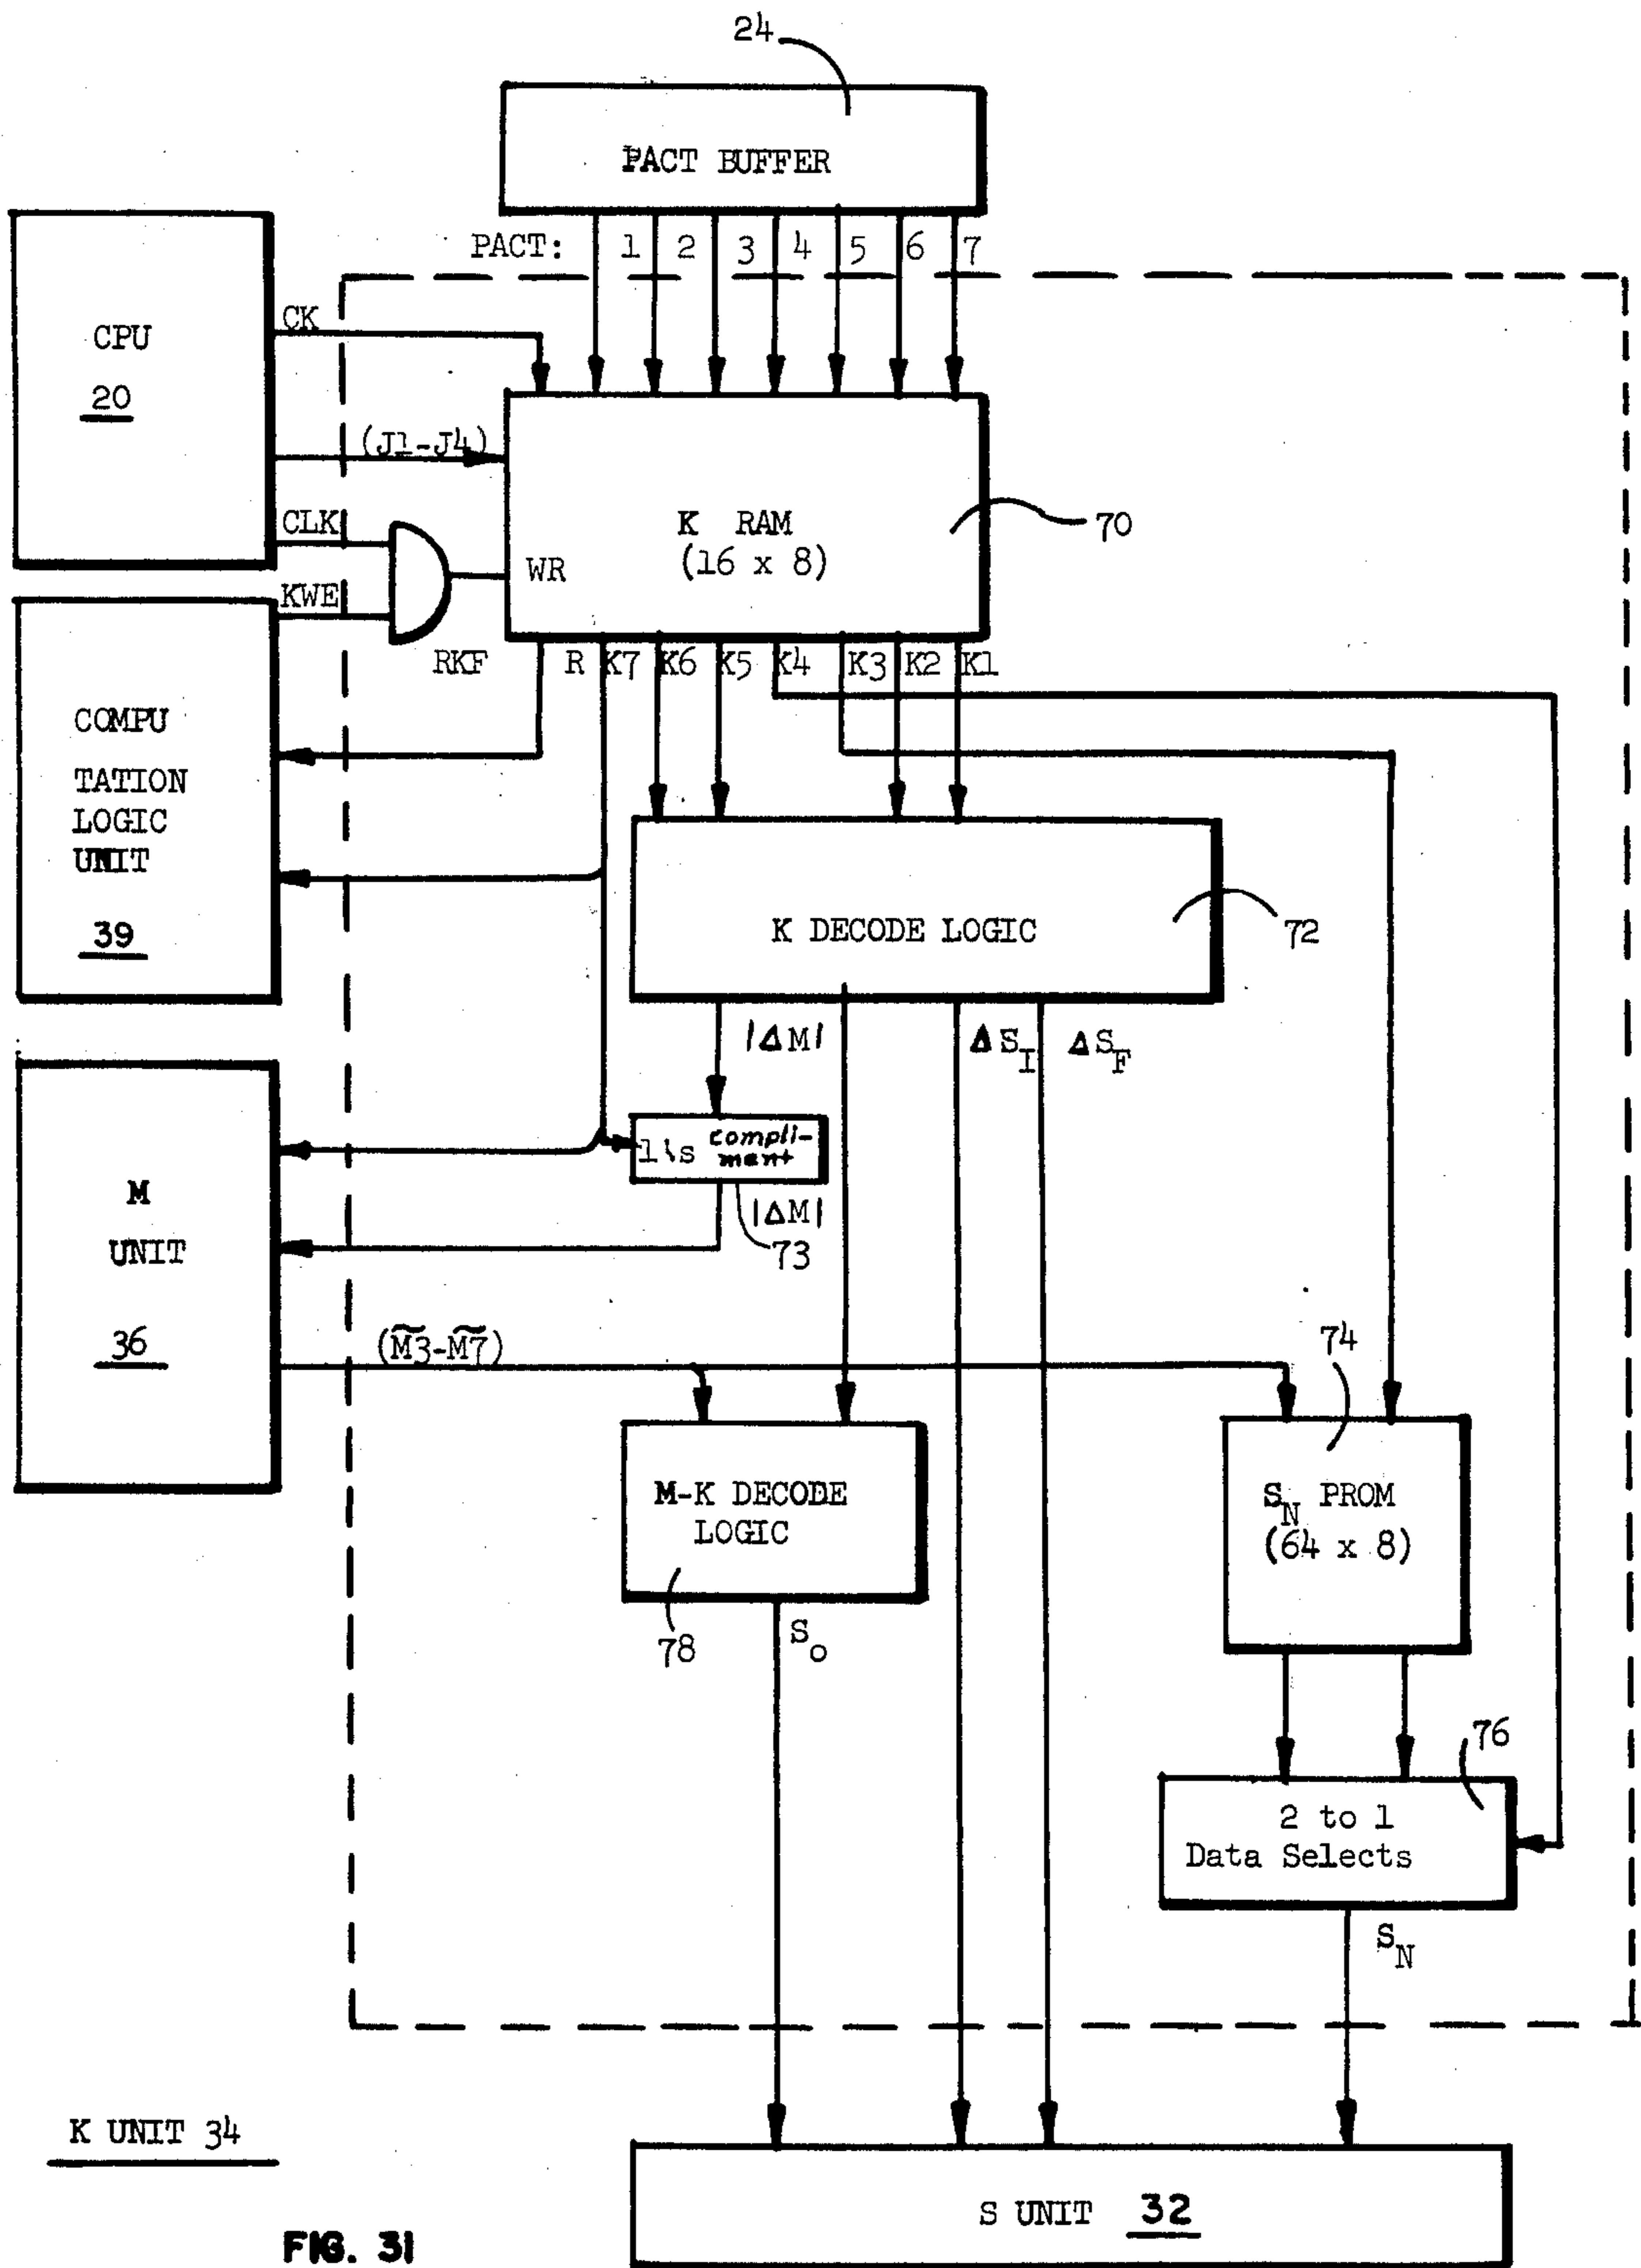 24
PACT BUFFER
PACT: 1 2 3 4 5 6 7
CPU
20
CK
(J1-J4)
CLK
KWE
K RAM
(16 x 8)
WR
70
RKF R K7 K6 K5 K4 K3 K2 K1
COMPU
TATION
LOGIC
UNIT
39
K DECODE LOGIC
72
|ΔM| ΔS_I ΔS_F
1's compli-
ment
|ΔM|
73
M
UNIT
36
(M̃3-M̃7)
74
M-K DECODE
LOGIC
78
S_o
S_N PROM
(64 x 8)
76
2 to 1
Data Selects
S_N
K UNIT 34
S UNIT 32
FIG. 31